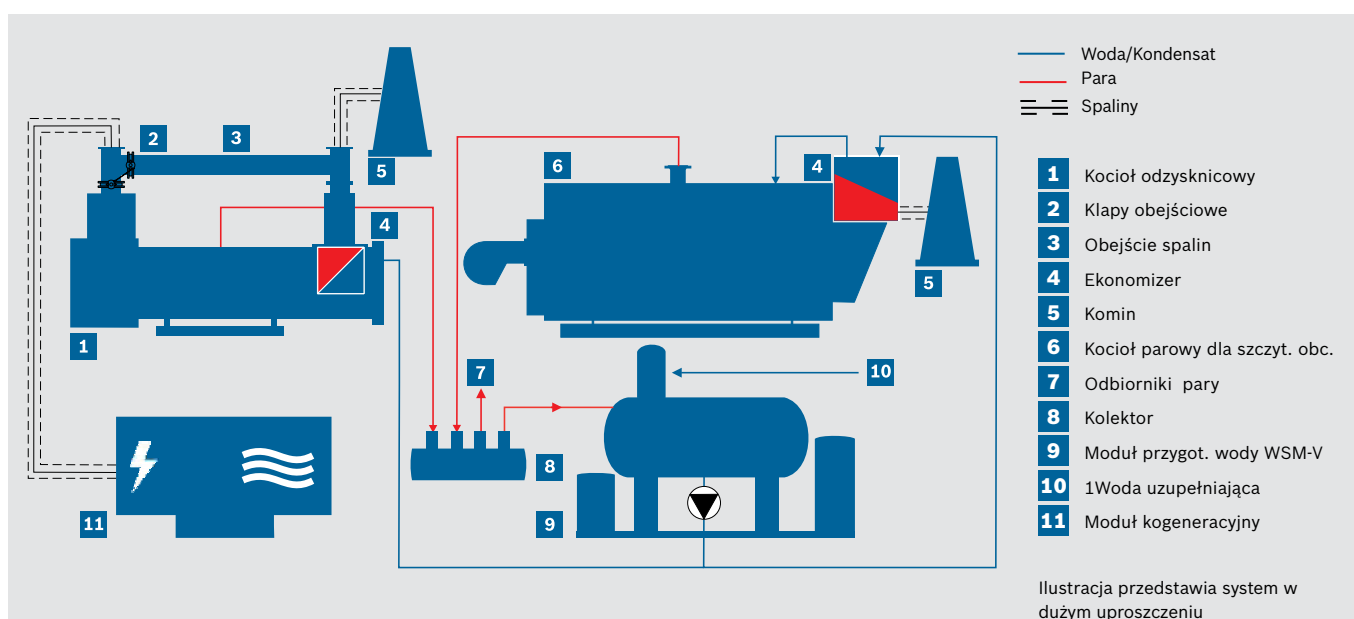 Woda/Kondensat
Para
Spaliny
2
3
5
4
1
11
6
4
5
7
8
10
9
1 Kocioł odzysknicowy
2 Klapy obejściowe
3 Obejście spalin
4 Ekonomizer
5 Komin
6 Kocioł parowy dla szczyt. obc.
7 Odbiorniki pary
8 Kolektor
9 Moduł przygot. wody WSM-V
10 1Woda uzupełniająca
11 Moduł kogeneracyjny
Ilustracja przedstawia system w
dużym uproszczeniu